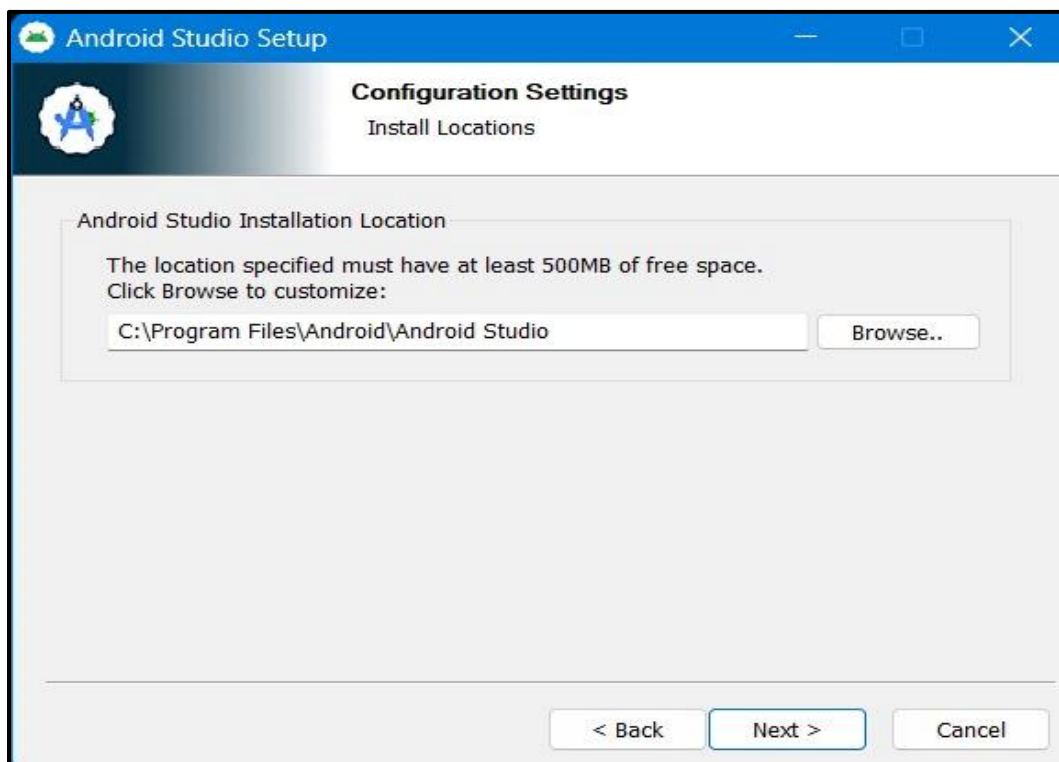 Android Studio Setup
Configuration Settings
Install Locations
Android Studio Installation Location
The location specified must have at least 500MB of free space.
Click Browse to customize:
C:\Program Files\Android\Android Studio
Browse..
< Back
Next >
Cancel